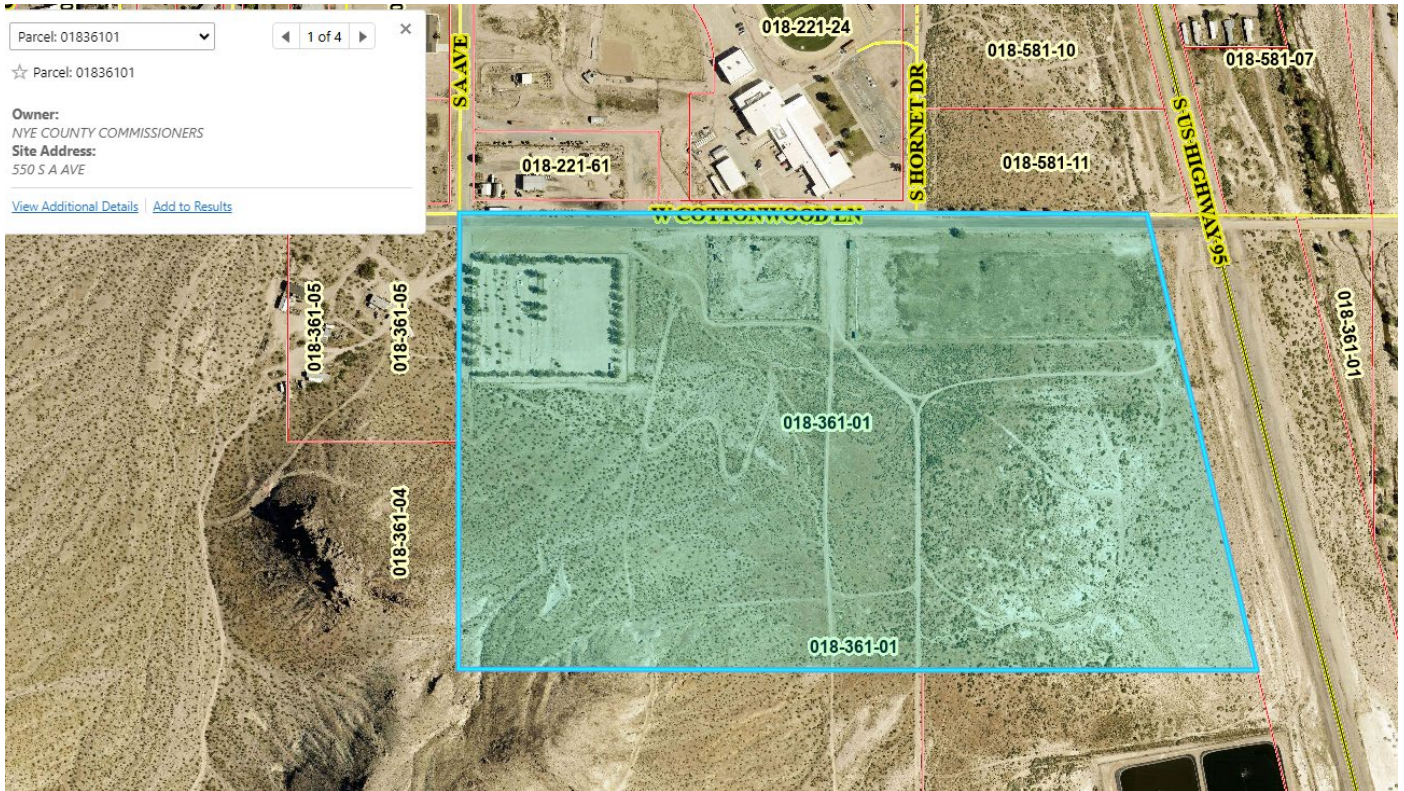 Parcel: 01836101
1 of 4
Parcel: 01836101
Owner:
NYE COUNTY COMMISSIONERS
Site Address:
550 S A AVE
View Additional Details
Add to Results
S A AVE
018-221-24
S HORNET DR
018-581-10
018-581-07
S US HIGHWAY 95
018-221-61
018-581-11
W COTTONWOOD LN
018-361-05
018-361-05
018-361-01
018-361-01
018-361-04
018-361-01